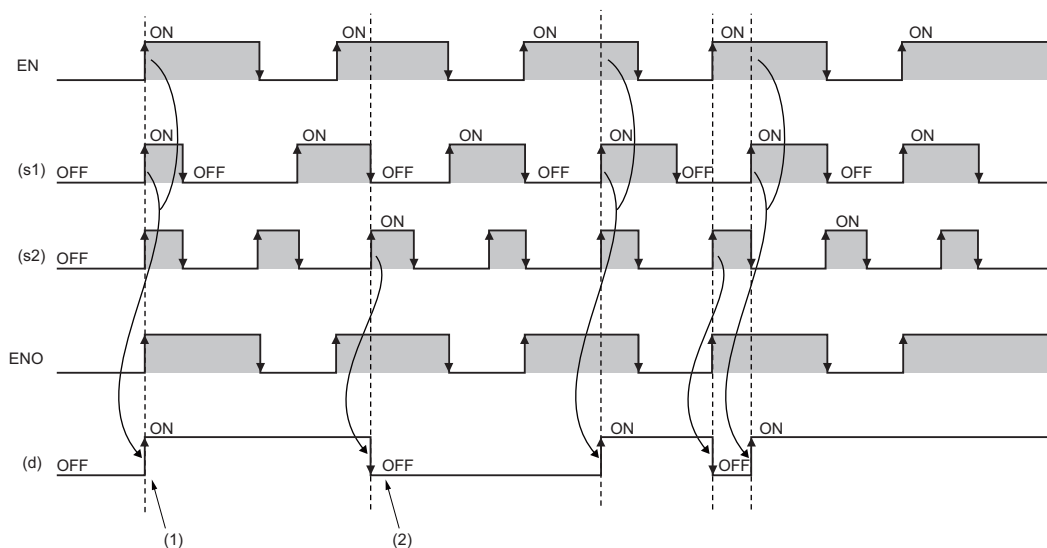 ON ON ON ON ON
EN
ON ON ON ON ON ON
(s1) OFF OFF OFF OFF OFF OFF
ON ON
(s2) OFF
ENO
ON ON ON
(d) OFF OFF OFF
(1) (2)